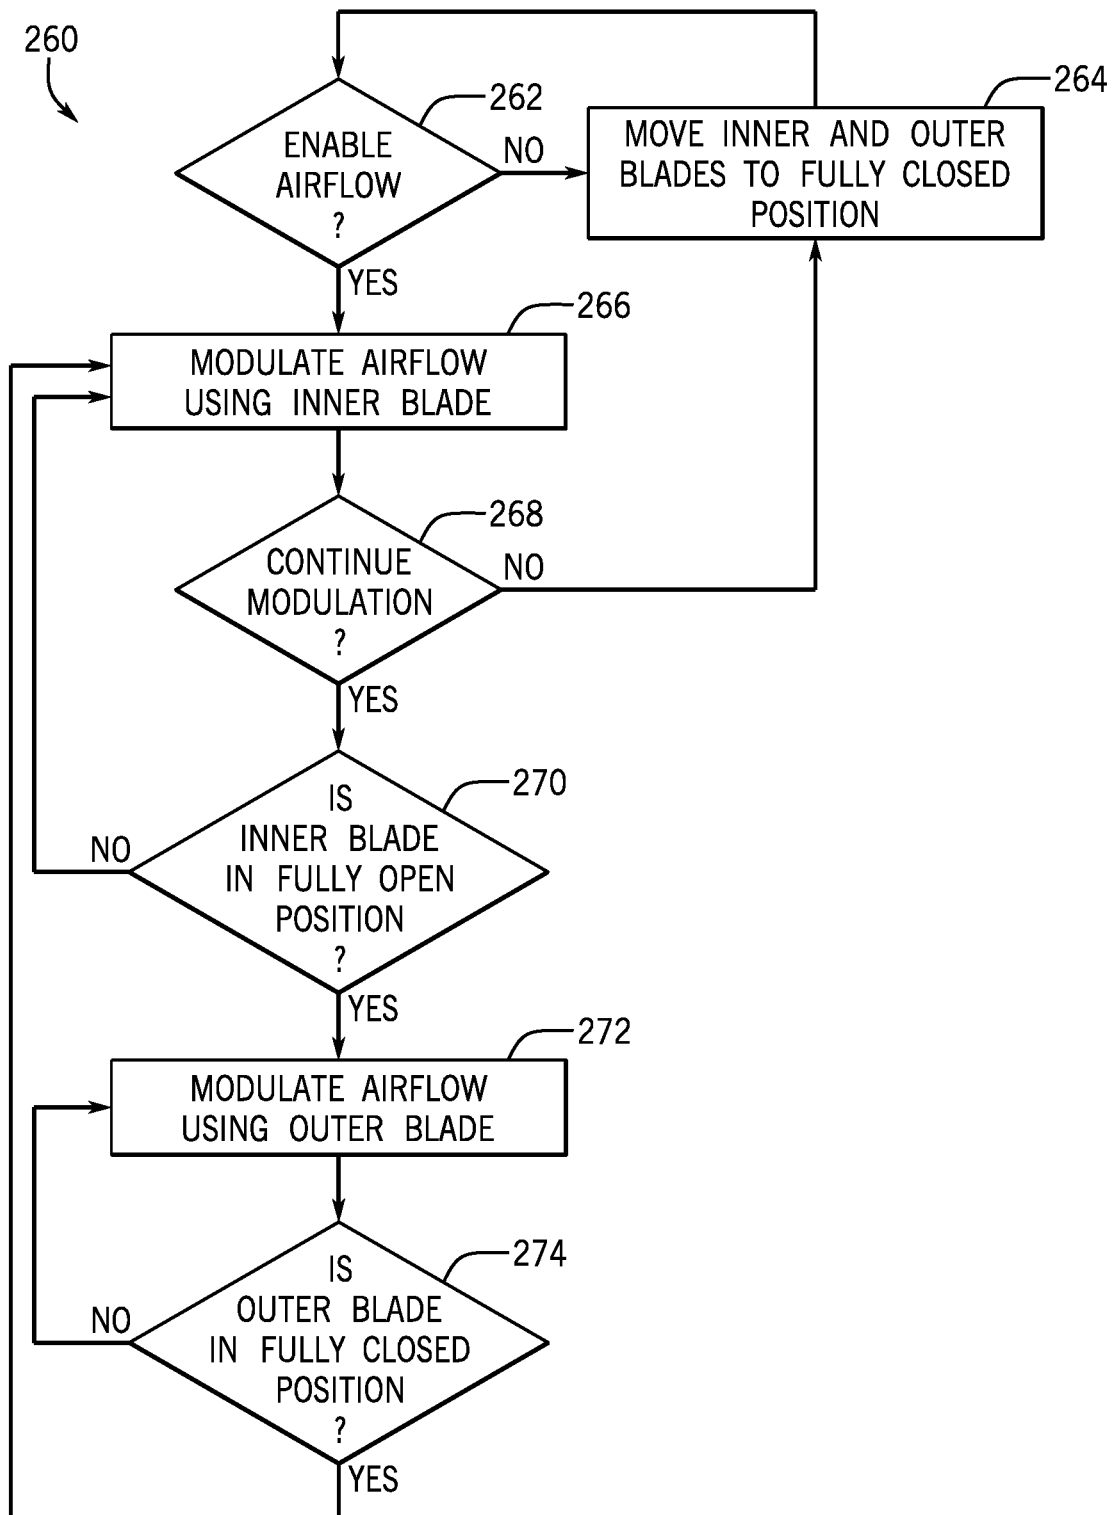 260
262
264
ENABLE
AIRFLOW
?
NO
MOVE INNER AND OUTER
BLADES TO FULLY CLOSED
POSITION
YES
266
MODULATE AIRFLOW
USING INNER BLADE
268
CONTINUE
MODULATION
?
NO
YES
270
IS
INNER BLADE
IN FULLY OPEN
POSITION
?
NO
YES
272
MODULATE AIRFLOW
USING OUTER BLADE
274
IS
OUTER BLADE
IN FULLY CLOSED
POSITION
?
NO
YES